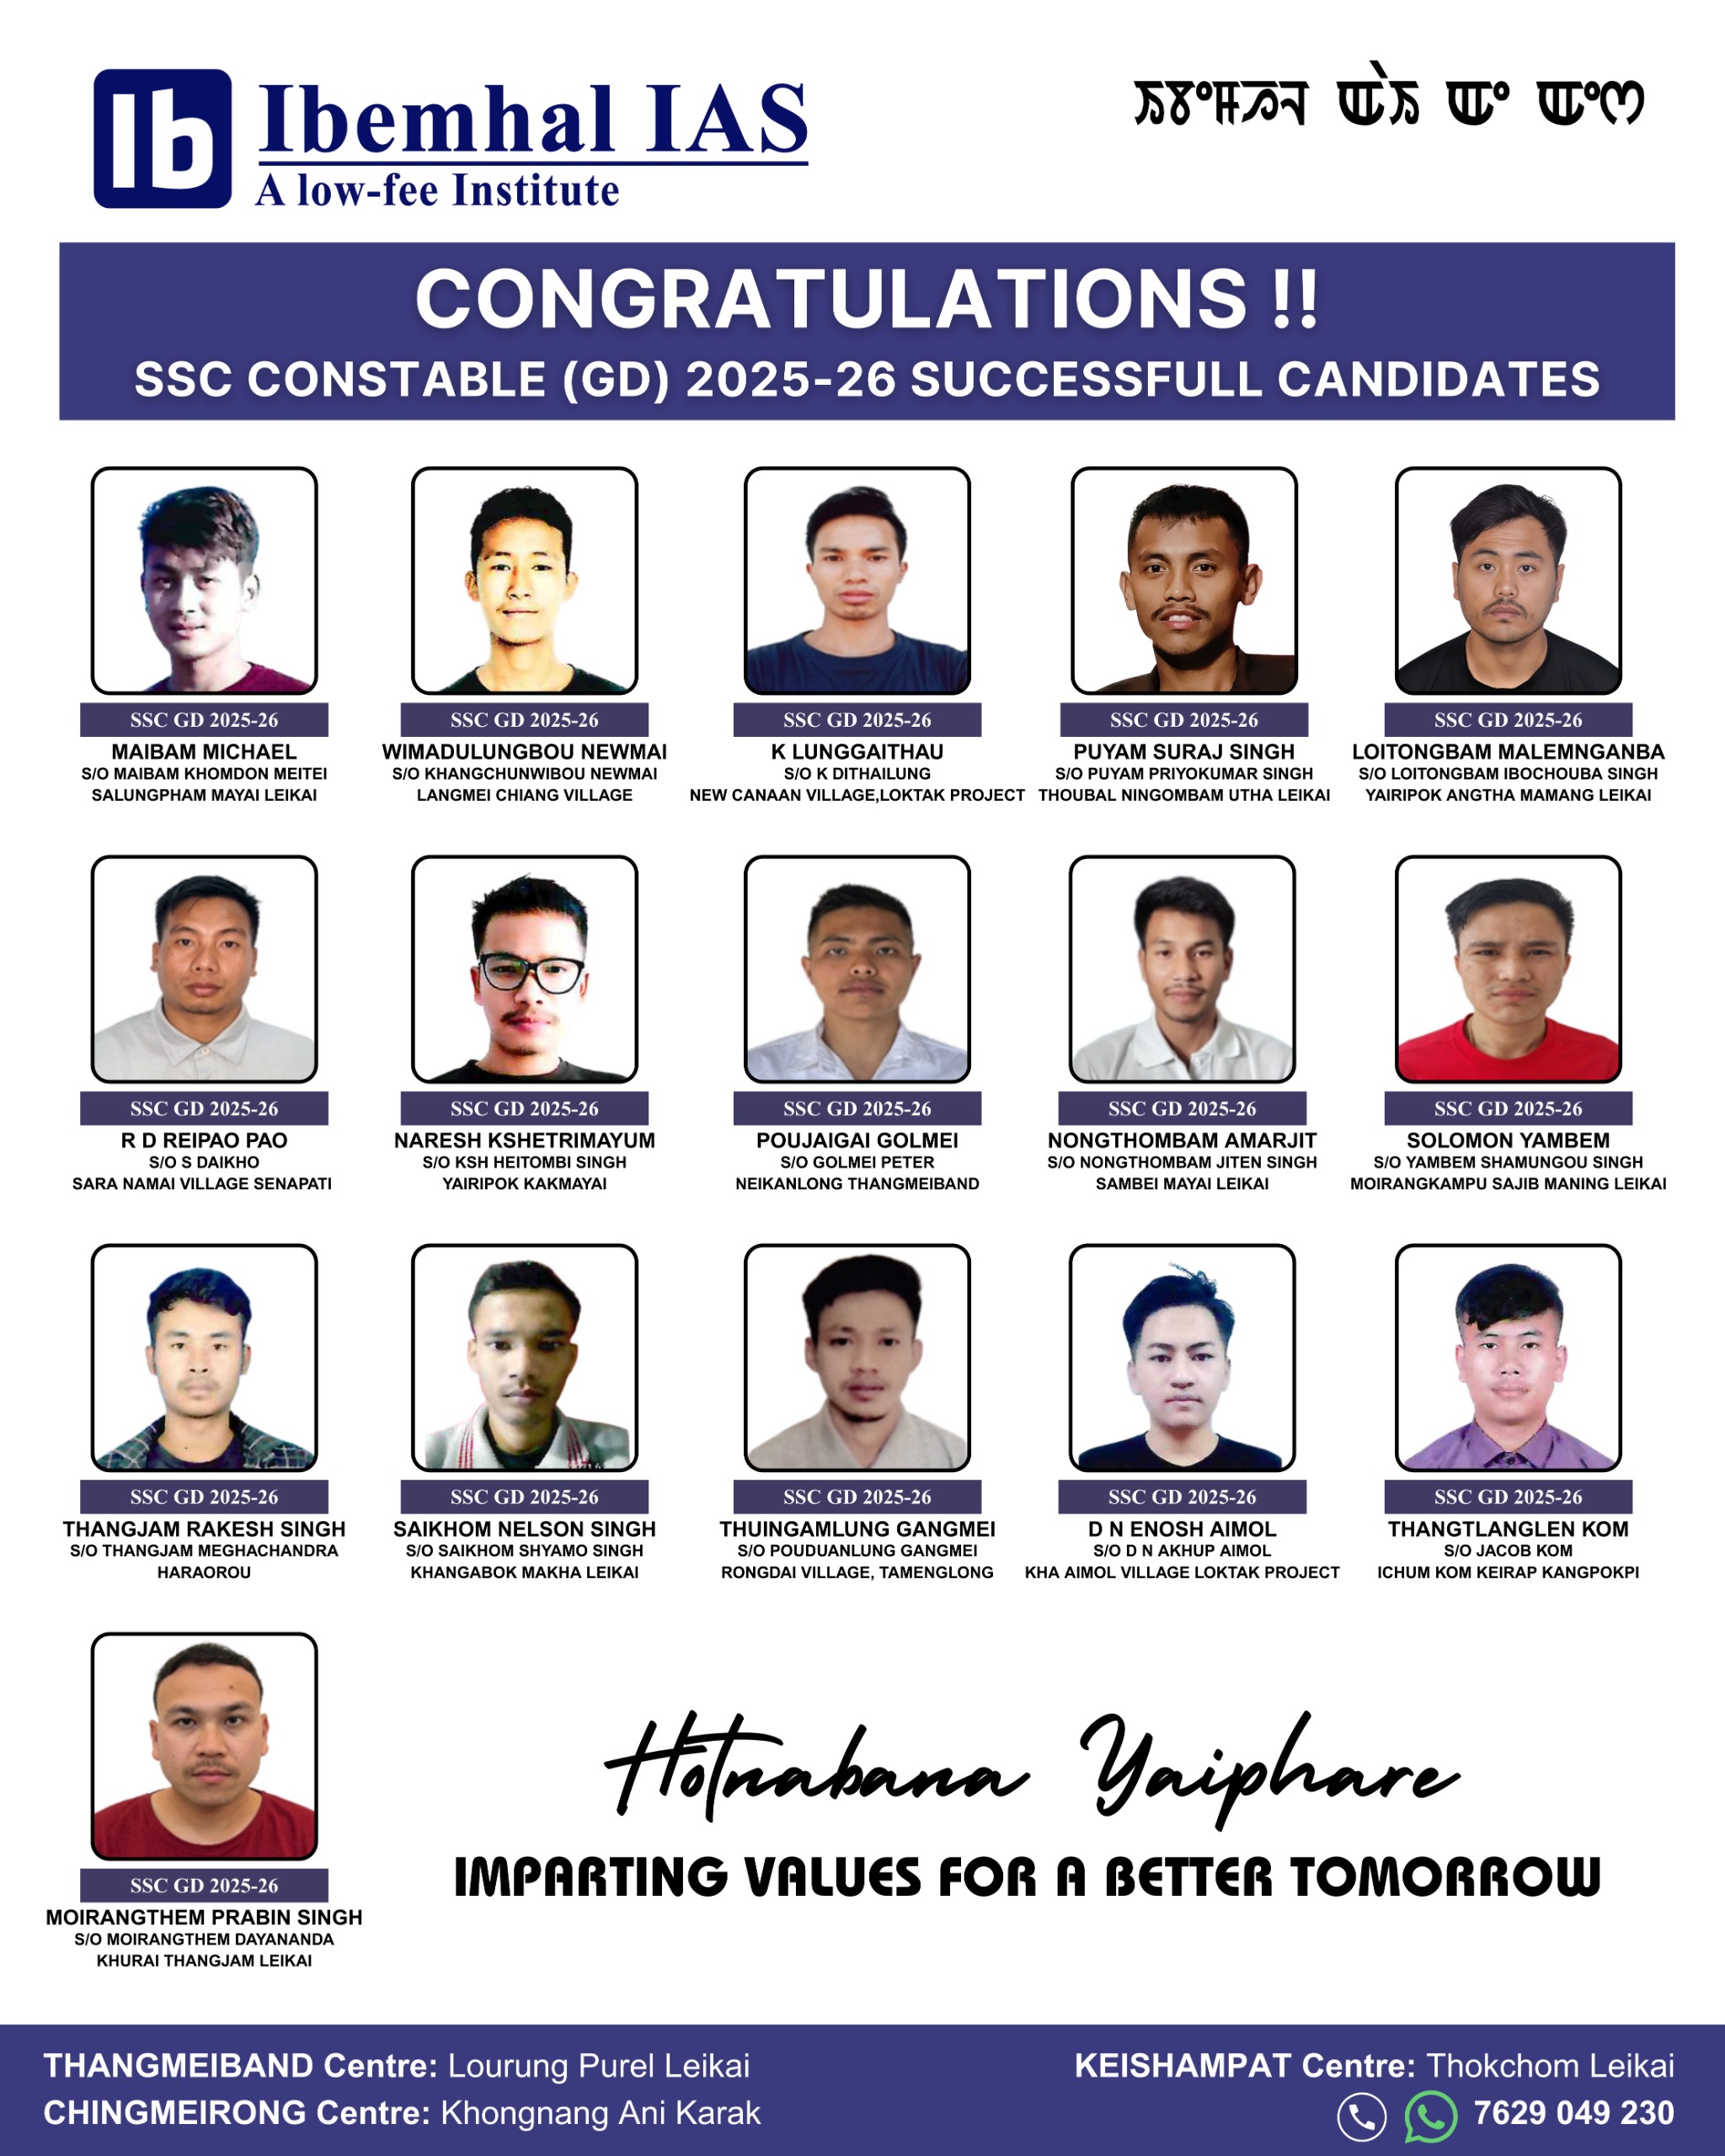 Ib Ibemhal IAS
A low-fee Institute
ꯏꯕꯦꯝꯍꯜ ꯑꯥꯏ ꯑꯦ ꯑꯦꯁ
CONGRATULATIONS !!
SSC CONSTABLE (GD) 2025-26 SUCCESSFULL CANDIDATES
SSC GD 2025-26
MAIBAM MICHAEL
S/O MAIBAM KHOMDON MEITEI
SALUNGPHAM MAYAI LEIKAI
SSC GD 2025-26
WIMADULUNGBOU NEWMAI
S/O KHANGCHUNWIBOU NEWMAI
LANGMEI CHIANG VILLAGE
SSC GD 2025-26
K LUNGGAITHAU
S/O K DITHAILUNG
NEW CANAAN VILLAGE,LOKTAK PROJECT
SSC GD 2025-26
PUYAM SURAJ SINGH
S/O PUYAM PRIYOKUMAR SINGH
THOUBAL NINGOMBAM UTHA LEIKAI
SSC GD 2025-26
LOITONGBAM MALEMNGANBA
S/O LOITONGBAM IBOCHOUBA SINGH
YAIRIPOK ANGTHA MAMANG LEIKAI
SSC GD 2025-26
R D REIPAO PAO
S/O S DAIKHO
SARA NAMAI VILLAGE SENAPATI
SSC GD 2025-26
NARESH KSHETRIMAYUM
S/O KSH HEITOMBI SINGH
YAIRIPOK KAKMAYAI
SSC GD 2025-26
POUJAIGAI GOLMEI
S/O GOLMEI PETER
NEIKANLONG THANGMEIBAND
SSC GD 2025-26
NONGTHOMBAM AMARJIT
S/O NONGTHOMBAM JITEN SINGH
SAMBEI MAYAI LEIKAI
SSC GD 2025-26
SOLOMON YAMBEM
S/O YAMBEM SHAMUNGOU SINGH
MOIRANGKAMPU SAJIB MANING LEIKAI
SSC GD 2025-26
THANGJAM RAKESH SINGH
S/O THANGJAM MEGHACHANDRA
HARAOROU
SSC GD 2025-26
SAIKHOM NELSON SINGH
S/O SAIKHOM SHYAMO SINGH
KHANGABOK MAKHA LEIKAI
SSC GD 2025-26
THUINGAMLUNG GANGMEI
S/O POUDUANLUNG GANGMEI
RONGDAI VILLAGE, TAMENGLONG
SSC GD 2025-26
D N ENOSH AIMOL
S/O D N AKHUP AIMOL
KHA AIMOL VILLAGE LOKTAK PROJECT
SSC GD 2025-26
THANGTLANGLEN KOM
S/O JACOB KOM
ICHUM KOM KEIRAP KANGPOKPI
SSC GD 2025-26
MOIRANGTHEM PRABIN SINGH
S/O MOIRANGTHEM DAYANANDA
KHURAI THANGJAM LEIKAI
Hotnabana Yaiphare
IMPARTING VALUES FOR A BETTER TOMORROW
THANGMEIBAND Centre: Lourung Purel Leikai
CHINGMEIRONG Centre: Khongnang Ani Karak
KEISHAMPAT Centre: Thokchom Leikai
7629 049 230